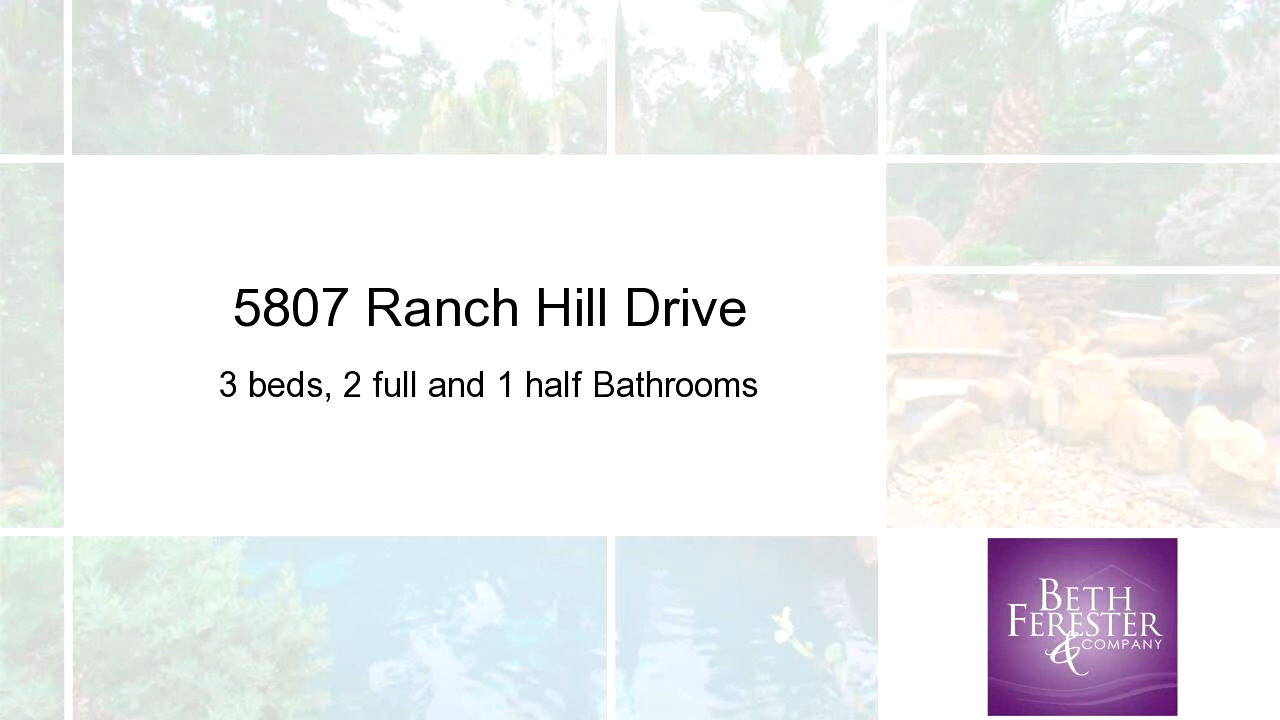 5807 Ranch Hill Drive
3 beds, 2 full and 1 half Bathrooms
BETH
FERESTER
& COMPANY